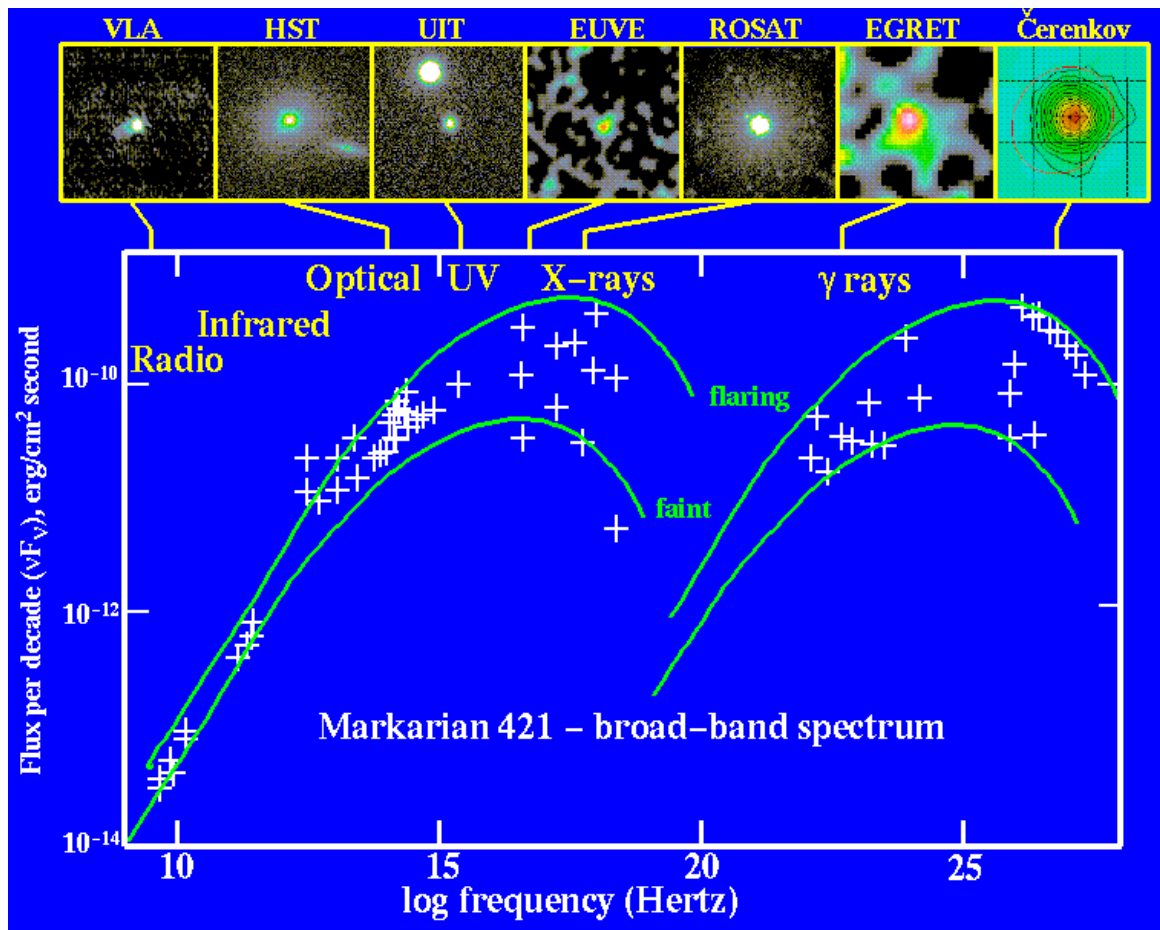 VLA HST UIT EUVE ROSAT EGRET Čerenkov
Optical UV X–rays γ rays
Infrared
Radio
10⁻¹⁰
flaring
faint
10⁻¹²
Markarian 421 – broad–band spectrum
10⁻¹⁴
10 15 20 25
log frequency (Hertz)
Flux per decade (νFᵥ), erg/cm² second